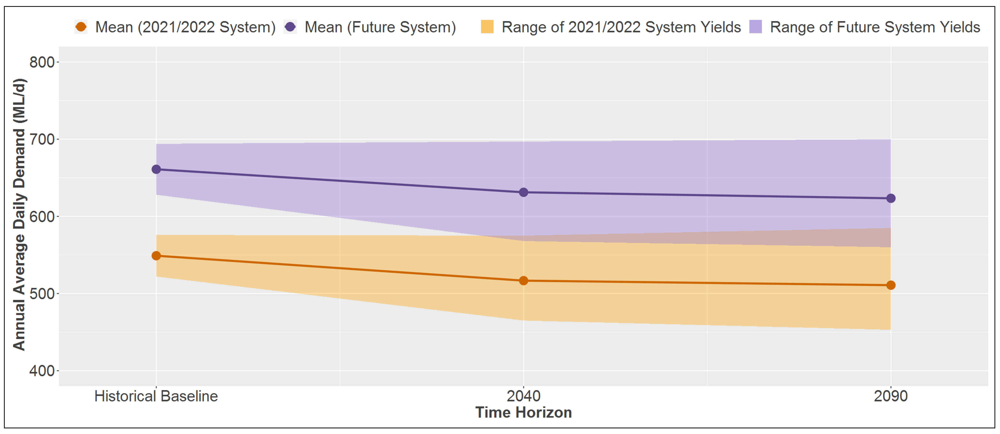 Mean (2021/2022 System) Mean (Future System) Range of 2021/2022 System Yields Range of Future System Yields
Annual Average Daily Demand (ML/d)
800
700
600
500
400
Historical Baseline 2040 2090
Time Horizon